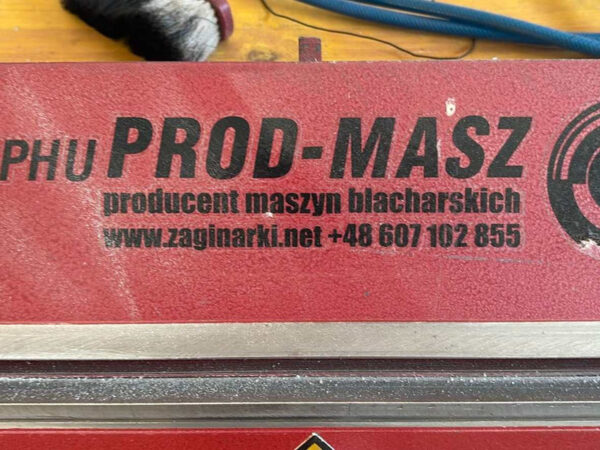 PHU PROD-MASZ
producent maszyn blacharskich
www.zaginarki.net +48 607 102 855